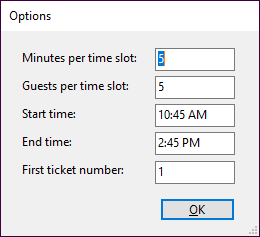 Options
Minutes per time slot: 5
Guests per time slot: 5
Start time: 10:45 AM
End time: 2:45 PM
First ticket number: 1
OK